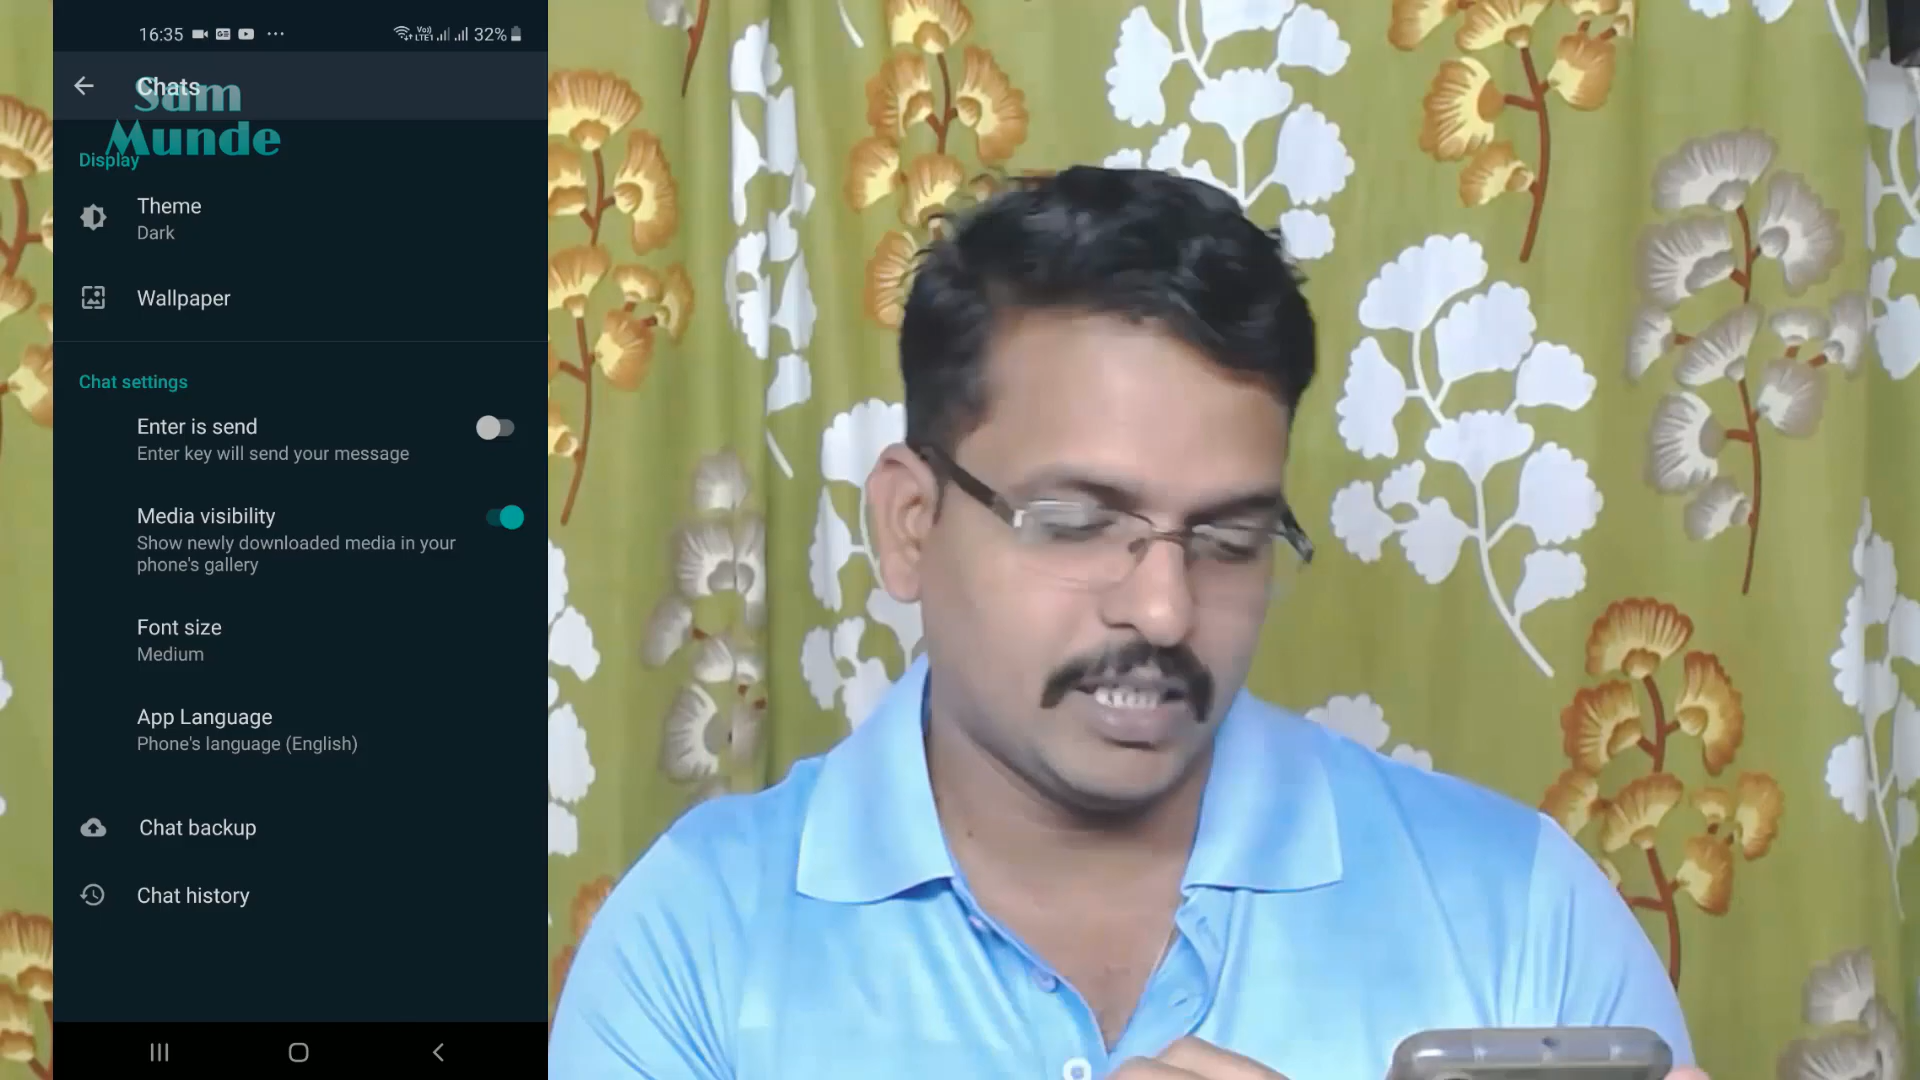 16:35 32%
Chats
Sam
Munde
Display
Theme
Dark
Wallpaper
Chat settings
Enter is send
Enter key will send your message
Media visibility
Show newly downloaded media in your
phone's gallery
Font size
Medium
App Language
Phone's language (English)
Chat backup
Chat history